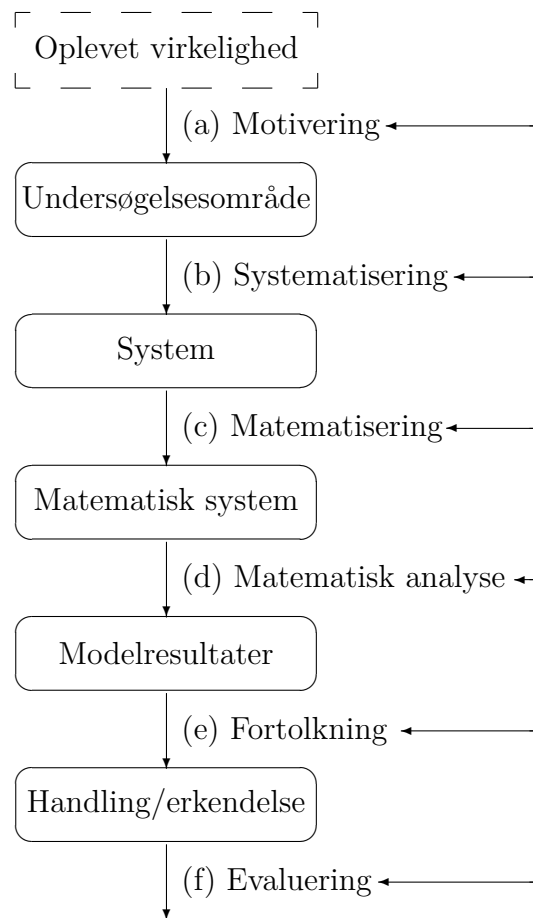 Oplevet virkelighed
(a) Motivering
Undersøgelsesområde
(b) Systematisering
System
(c) Matematisering
Matematisk system
(d) Matematisk analyse
Modelresultater
(e) Fortolkning
Handling/erkendelse
(f) Evaluering